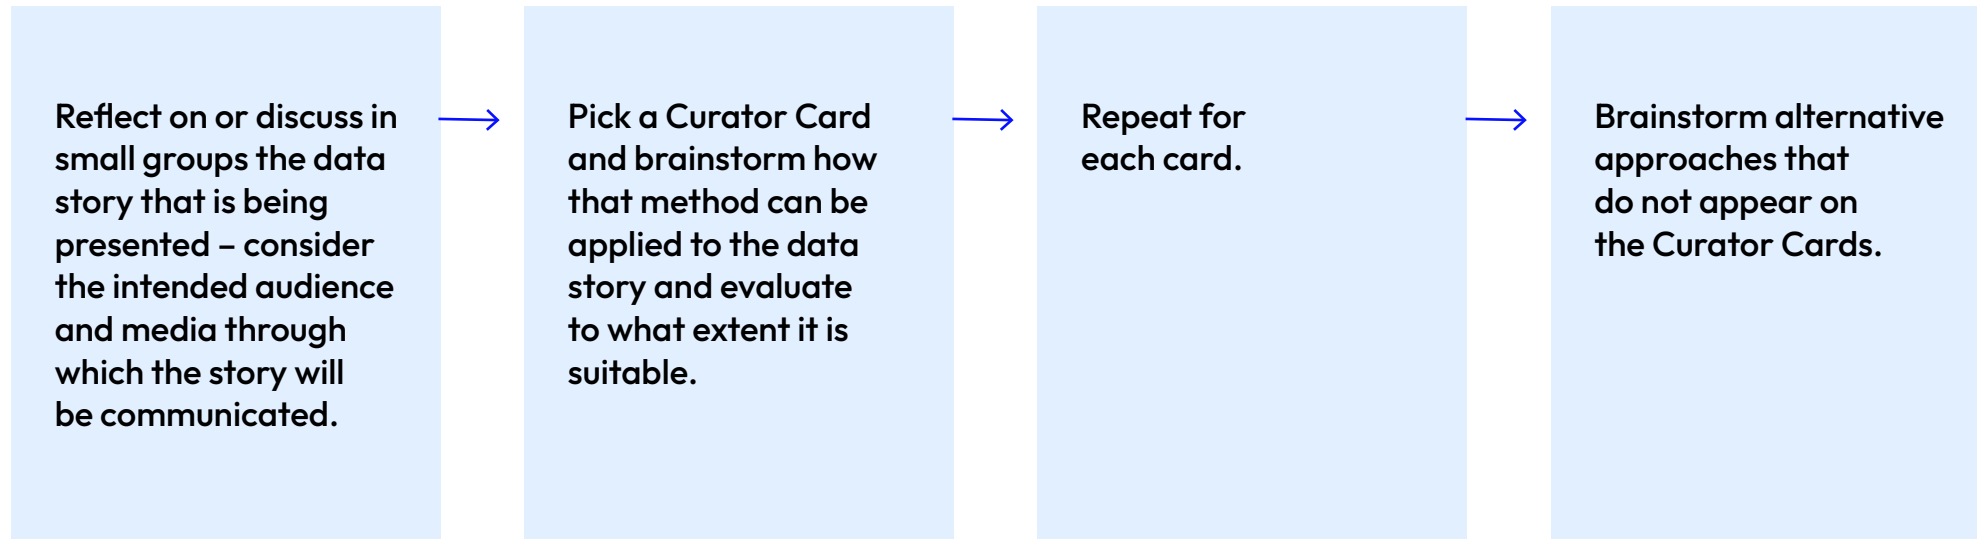 Reflect on or discuss in
small groups the data
story that is being
presented – consider
the intended audience
and media through
which the story will
be communicated.
Pick a Curator Card
and brainstorm how
that method can be
applied to the data
story and evaluate
to what extent it is
suitable.
Repeat for
each card.
Brainstorm alternative
approaches that
do not appear on
the Curator Cards.